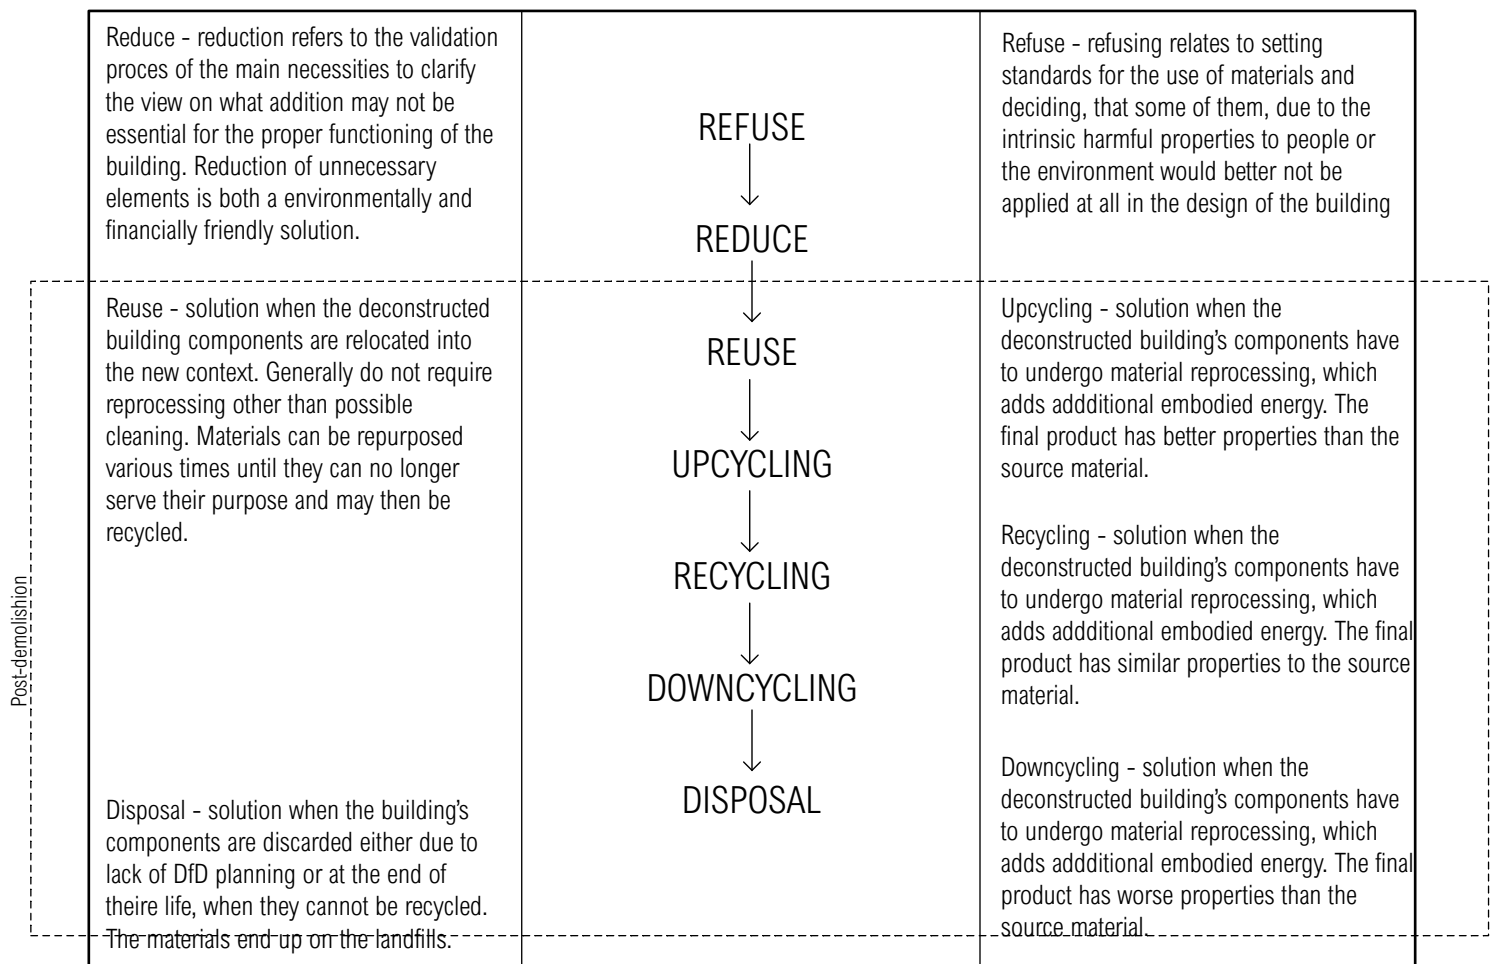 Reduce - reduction refers to the validation
proces of the main necessities to clarify
the view on what addition may not be
essential for the proper functioning of the
building. Reduction of unnecessary
elements is both a environmentally and
financially friendly solution.
Reuse - solution when the deconstructed
building components are relocated into
the new context. Generally do not require
reprocessing other than possible
cleaning. Materials can be repurposed
various times until they can no longer
serve their purpose and may then be
recycled.
Disposal - solution when the building's
components are discarded either due to
lack of DfD planning or at the end of
theire life, when they cannot be recycled.
The materials end up on the landfills.
REFUSE
REDUCE
REUSE
UPCYCLING
RECYCLING
DOWNCYCLING
DISPOSAL
Refuse - refusing relates to setting
standards for the use of materials and
deciding, that some of them, due to the
intrinsic harmful properties to people or
the environment would better not be
applied at all in the design of the building
Upcycling - solution when the
deconstructed building's components have
to undergo material reprocessing, which
adds addditional embodied energy. The
final product has better properties than the
source material.
Recycling - solution when the
deconstructed building's components have
to undergo material reprocessing, which
adds addditional embodied energy. The final
product has similar properties to the source
material.
Downcycling - solution when the
deconstructed building's components have
to undergo material reprocessing, which
adds addditional embodied energy. The final
product has worse properties than the
source material.
Post-demolishion